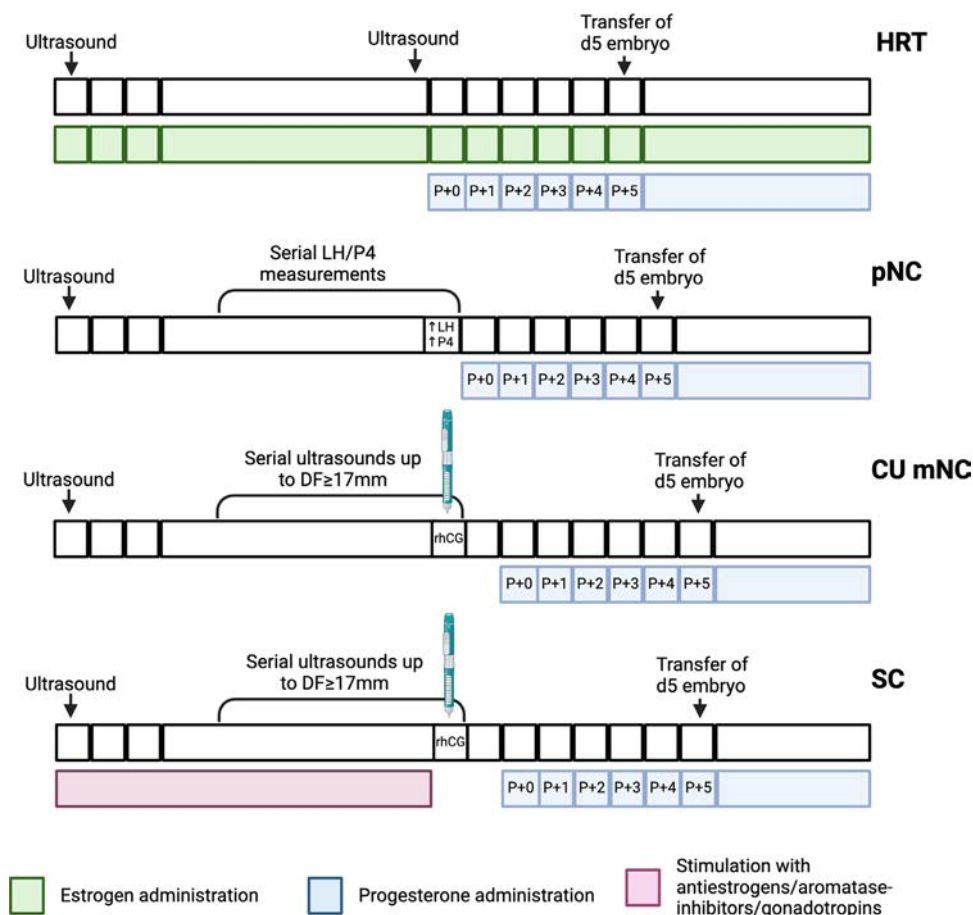 Ultrasound
Ultrasound
Transfer of
d5 embryo
HRT
P+0 P+1 P+2 P+3 P+4 P+5
Ultrasound
Serial LH/P4
measurements
Transfer of
d5 embryo
pNC
↑LH
↑P4
P+0 P+1 P+2 P+3 P+4 P+5
Ultrasound
Serial ultrasounds up
to DF≥17mm
Transfer of
d5 embryo
CU mNC
rhCG
P+0 P+1 P+2 P+3 P+4 P+5
Ultrasound
Serial ultrasounds up
to DF≥17mm
Transfer of
d5 embryo
SC
rhCG
P+0 P+1 P+2 P+3 P+4 P+5
Estrogen administration
Progesterone administration
Stimulation with
antiestrogens/aromatase-
inhibitors/gonadotropins